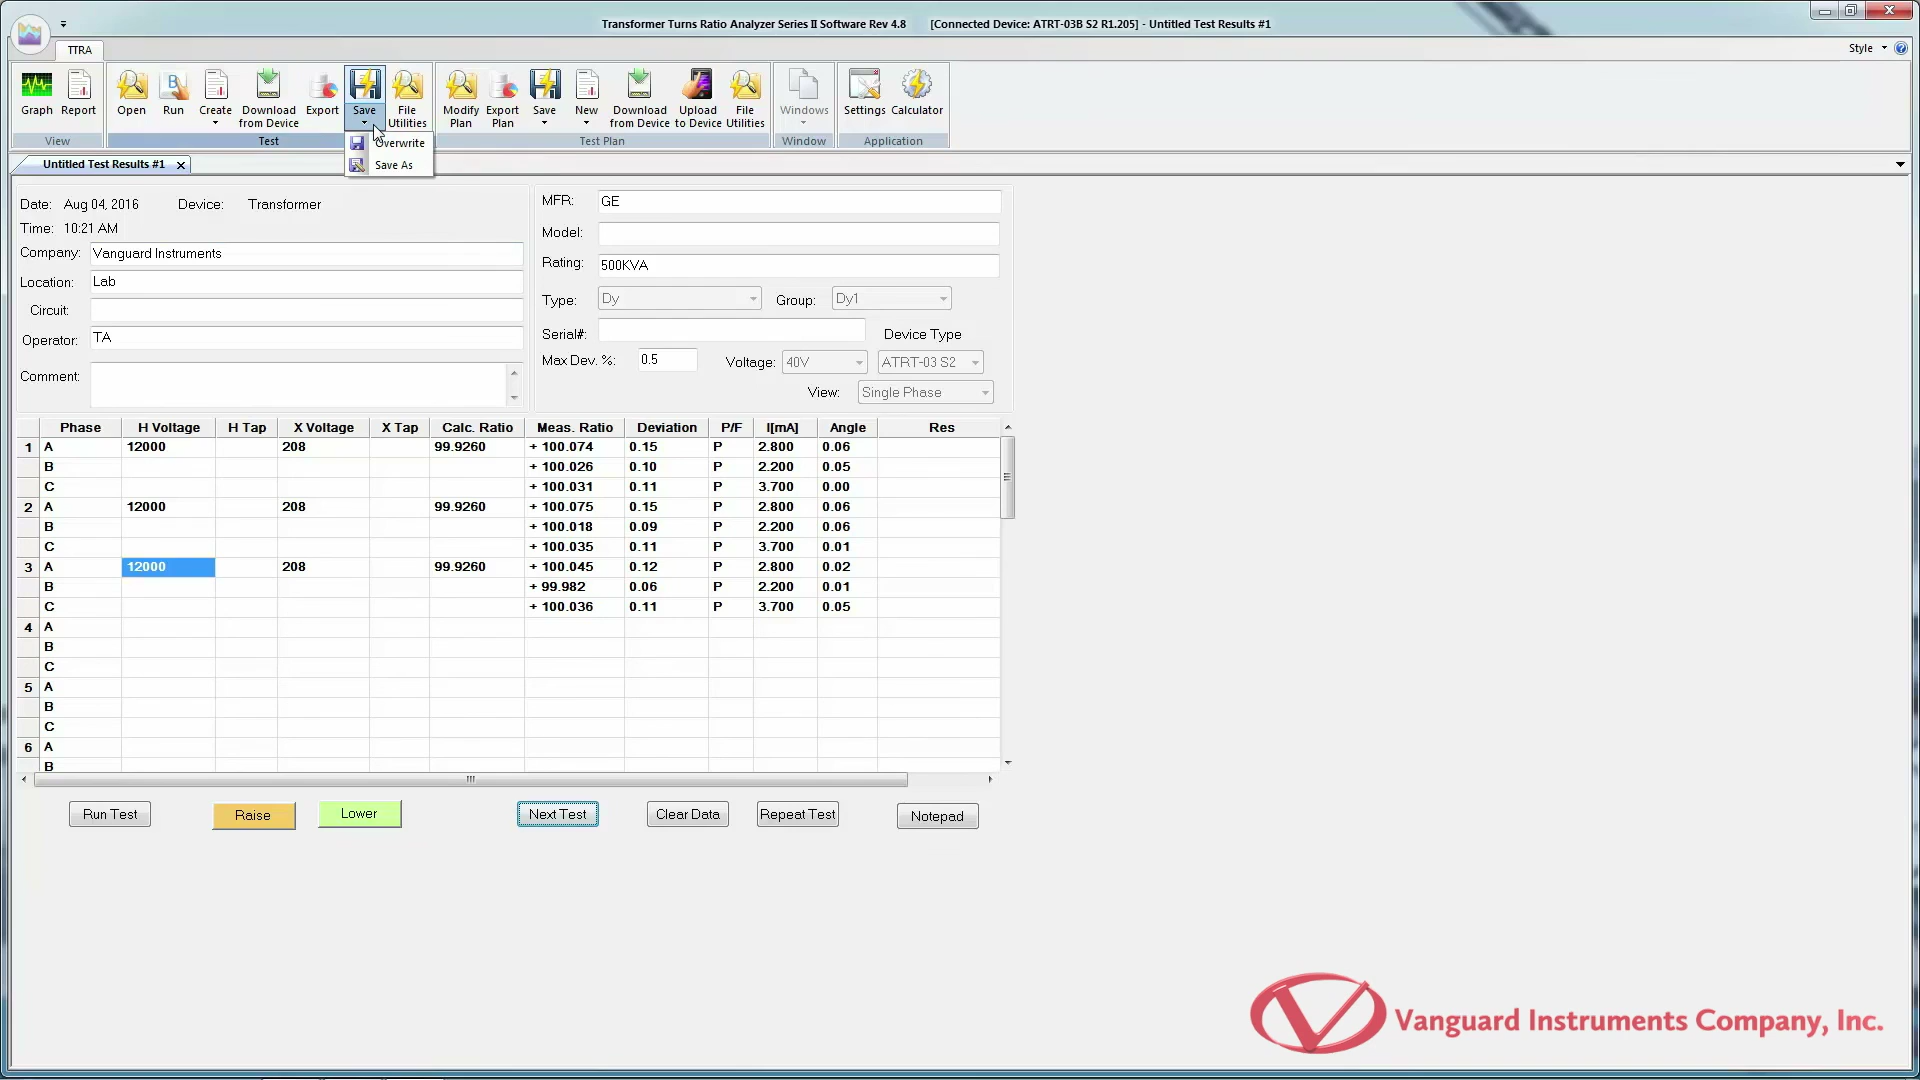 Transformer Turns Ratio Analyzer Series II Software Rev 4.8 [Connected Device: ATRT-03B S2 R1.205] - Untitled Test Results #1
TTRA
Style
Graph Report Open Run Create Download from Device Export Save File Utilities Modify Plan Export Plan Save New Download from Device Upload to Device File Utilities Windows Settings Calculator
View Test Test Plan Window Application
Overwrite
Save As
Untitled Test Results #1
Date: Aug 04, 2016 Device: Transformer
Time: 10:21 AM
Company: Vanguard Instruments
Location: Lab
Circuit:
Operator: TA
Comment:
MFR: GE
Model:
Rating: 500KVA
Type: Dy Group: Dy1
Serial#: Device Type
Max Dev. %: 0.5 Voltage: 40V ATRT-03 S2
View: Single Phase
Phase H Voltage H Tap X Voltage X Tap Calc. Ratio Meas. Ratio Deviation P/F I[mA] Angle Res
1 A 12000 208 99.9260 + 100.074 0.15 P 2.800 0.06
B + 100.026 0.10 P 2.200 0.05
C + 100.031 0.11 P 3.700 0.00
2 A 12000 208 99.9260 + 100.075 0.15 P 2.800 0.06
B + 100.018 0.09 P 2.200 0.06
C + 100.035 0.11 P 3.700 0.01
3 A 12000 208 99.9260 + 100.045 0.12 P 2.800 0.02
B + 99.982 0.06 P 2.200 0.01
C + 100.036 0.11 P 3.700 0.05
4 A
B
C
5 A
B
C
6 A
B
Run Test Raise Lower Next Test Clear Data Repeat Test Notepad
Vanguard Instruments Company, Inc.